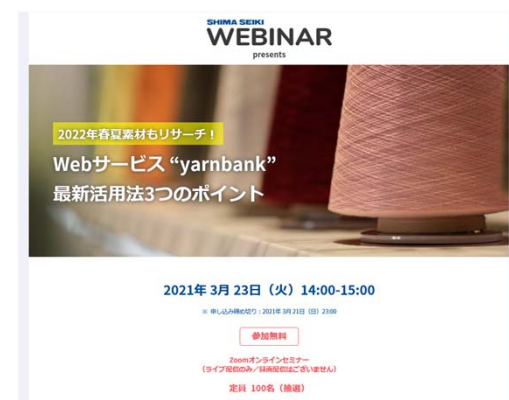 SHIMA SEIKI
WEBINAR
presents
2022年春夏素材もリサーチ！
Webサービス “yarnbank”
最新活用法3つのポイント
2021年 3月 23日（火）14:00-15:00
※ 申し込み締め切り：2021年 3月 21日（日）23:00
参加無料
Zoomオンラインセミナー
（ライブ配信のみ／録画配信はございません）
定員 100名（抽選）